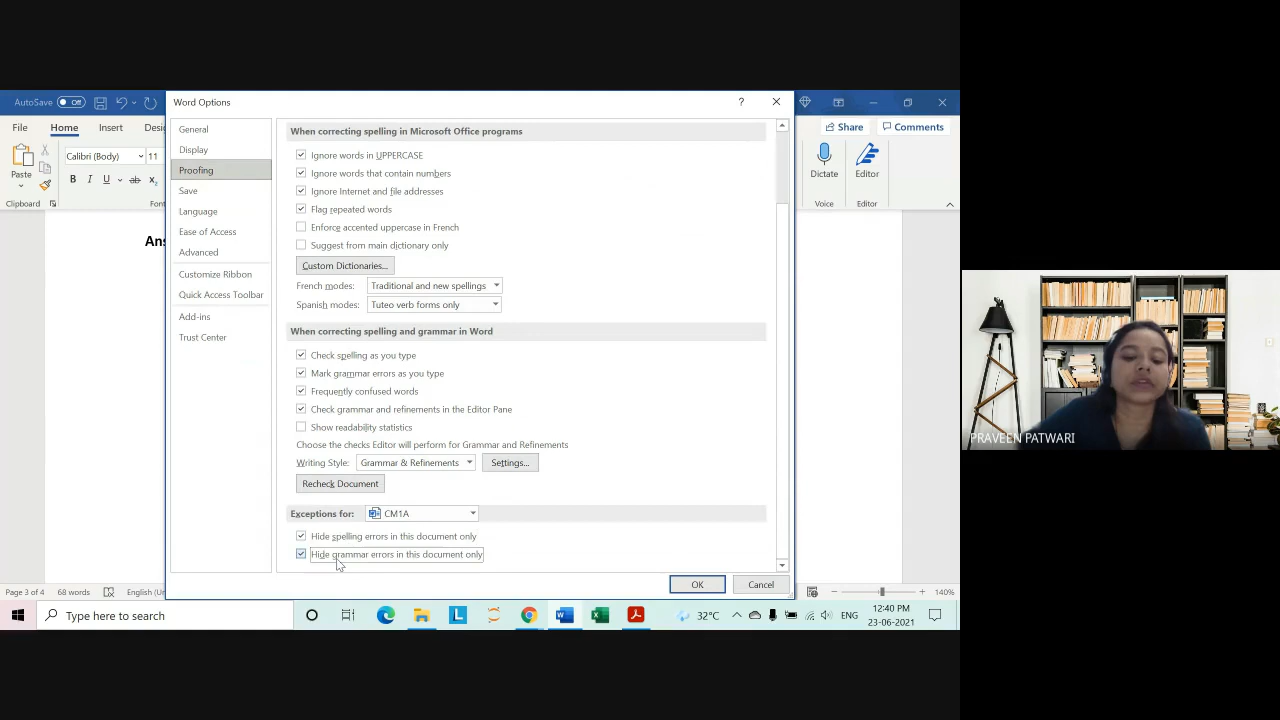 AutoSave Off
Word Options
File Home Insert
Share Comments
Calibri (Body) 11
Paste
B I U ab x
Dictate
Editor
Clipboard
Voice
Editor
General
Display
Proofing
Save
Language
Ease of Access
Advanced
Customize Ribbon
Quick Access Toolbar
Add-ins
Trust Center
When correcting spelling in Microsoft Office programs
Ignore words in UPPERCASE
Ignore words that contain numbers
Ignore Internet and file addresses
Flag repeated words
Enforce accented uppercase in French
Suggest from main dictionary only
Custom Dictionaries...
French modes: Traditional and new spellings
Spanish modes: Tuteo verb forms only
When correcting spelling and grammar in Word
Check spelling as you type
Mark grammar errors as you type
Frequently confused words
Check grammar and refinements in the Editor Pane
Show readability statistics
Choose the checks Editor will perform for Grammar and Refinements
Writing Style: Grammar & Refinements Settings...
Recheck Document
Exceptions for: CM1A
Hide spelling errors in this document only
Hide grammar errors in this document only
OK Cancel
Page 3 of 4 68 words
140%
Type here to search
32°C
ENG
12:40 PM
23-06-2021
PRAVEEN PATWARI